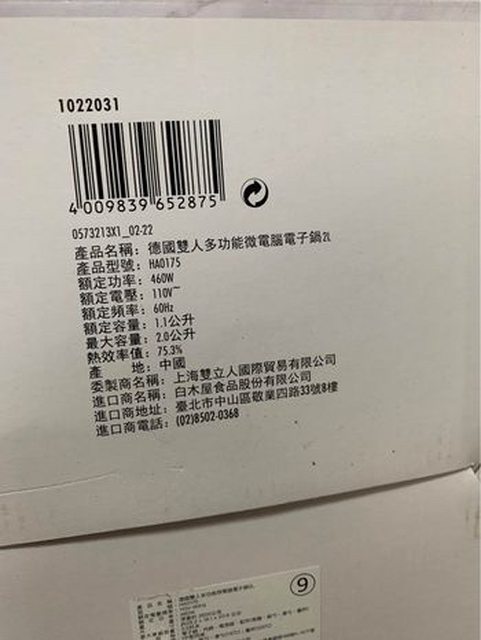 1022031
4 009839 652875
0573213X1_02-22
產品名稱：德國雙人多功能微電腦電子鍋2L
產品型號：HA0175
額定功率：460W
額定電壓：110V~
額定頻率：60Hz
額定容量：1.1公升
最大容量：2.0公升
熱效率值：75.3%
產 地：中國
委製商名稱：上海雙立人國際貿易有限公司
進口商名稱：白木屋食品股份有限公司
進口商地址：臺北市中山區敬業四路33號8樓
進口商電話：(02)8502-0368
9